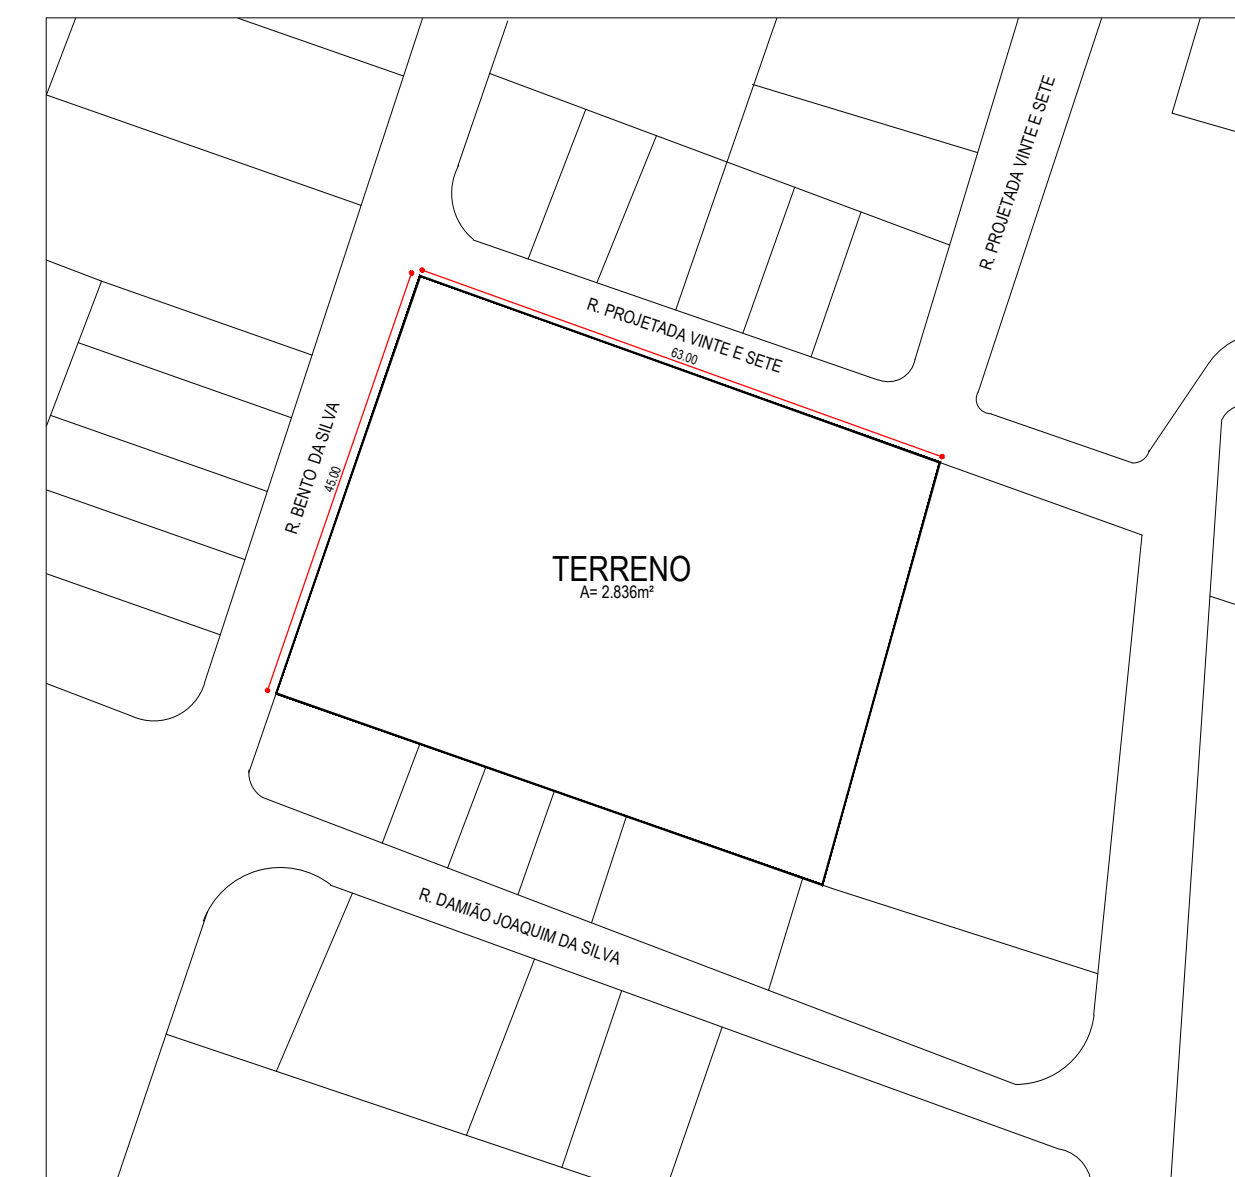 R. PROJETADA VINTE E SETE
R. PROJETADA VINTE E SETE
63.00
R. BENTO DA SILVA
45.00
TERRENO
A= 2.836m²
R. DAMIÃO JOAQUIM DA SILVA